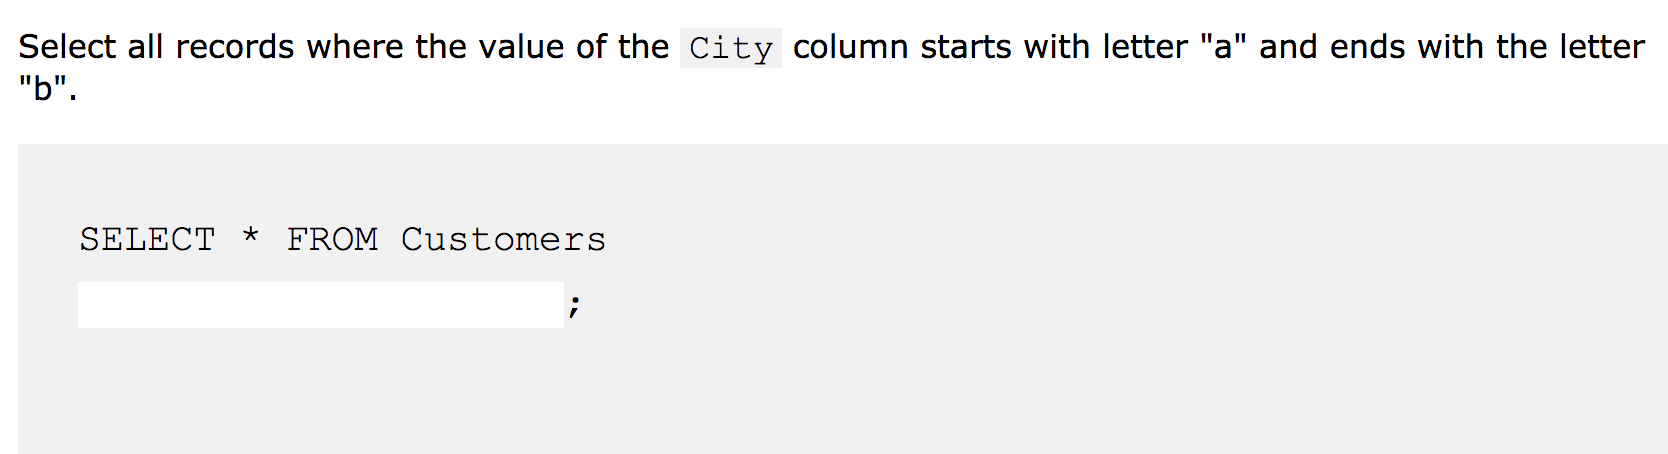 Select all records where the value of the City column starts with letter "a" and ends with the letter
"b".
SELECT * FROM Customers
;